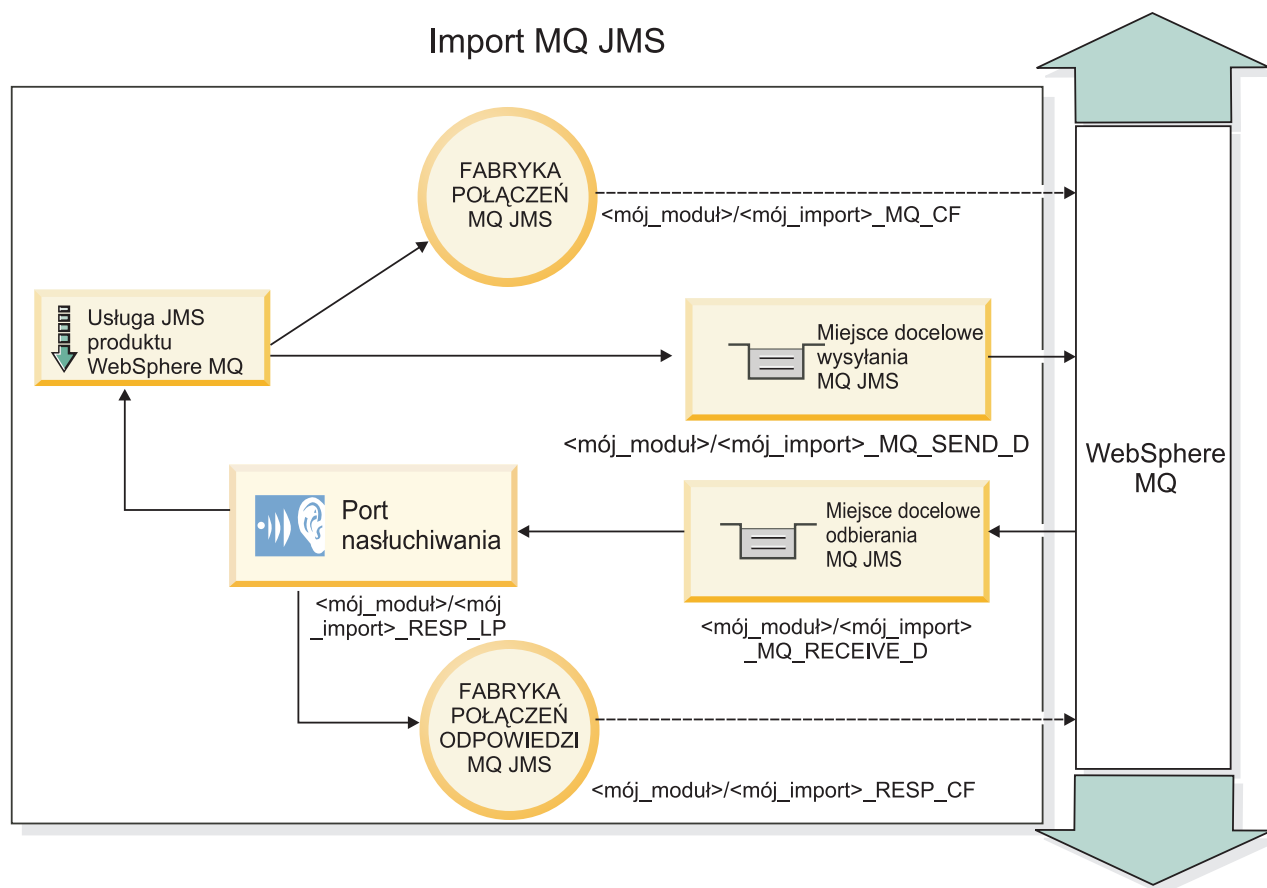 Import MQ JMS
FABRYKA
POŁĄCZEŃ
MQ JMS
<mój_moduł>/<mój_import>_MQ_CF
Usługa JMS
produktu
WebSphere MQ
Miejsce docelowe
wysyłania
MQ JMS
<mój_moduł>/<mój_import>_MQ_SEND_D
WebSphere
MQ
Port
nasłuchiwania
Miejsce docelowe
odbierania
MQ JMS
<mój_moduł>/<mój
_import>_RESP_LP
<mój_moduł>/<mój_import>
_MQ_RECEIVE_D
FABRYKA
POŁĄCZEŃ
ODPOWIEDZI
MQ JMS
<mój_moduł>/<mój_import>_RESP_CF